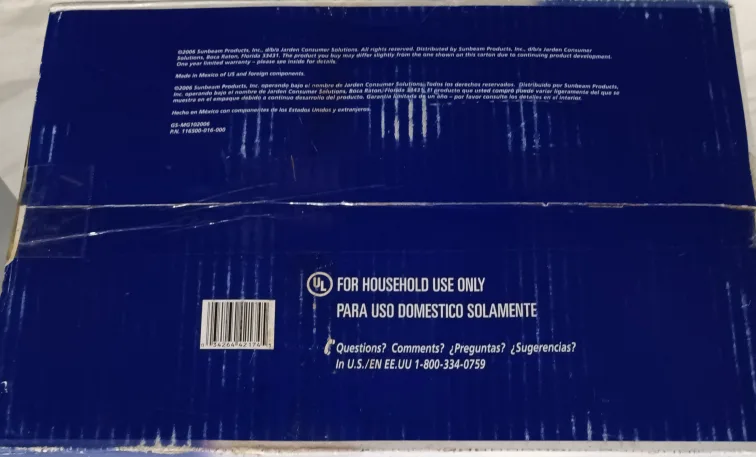 ©2006 Sunbeam Products, Inc., d/b/a Jarden Consumer Solutions. All rights reserved. Distributed by Sunbeam Products, Inc., d/b/a Jarden Consumer
Solutions, Boca Raton, Florida 33431. The product you buy may differ slightly from the one shown on this carton due to continuing product development.
One year limited warranty – please see inside for details.
Made in Mexico of US and foreign components.
©2006 Sunbeam Products, Inc. operando bajo el nombre de Jarden Consumer Solutions. Todos los derechos reservados. Distribuido por Sunbeam Products,
Inc. operando bajo el nombre de Jarden Consumer Solutions, Boca Raton, Florida 33431. El producto que usted compró puede variar ligeramente del que se
muestra en el empaque debido a continuo desarrollo del producto. Garantía limitada de un año – por favor consulte los detalles en el interior.
Hecho en México con componentes de los Estados Unidos y extranjeros.
GS-MG102006
P.N. 116500-016-000
UL FOR HOUSEHOLD USE ONLY
PARA USO DOMESTICO SOLAMENTE
Questions? Comments? ¿Preguntas? ¿Sugerencias?
In U.S./EN EE.UU 1-800-334-0759